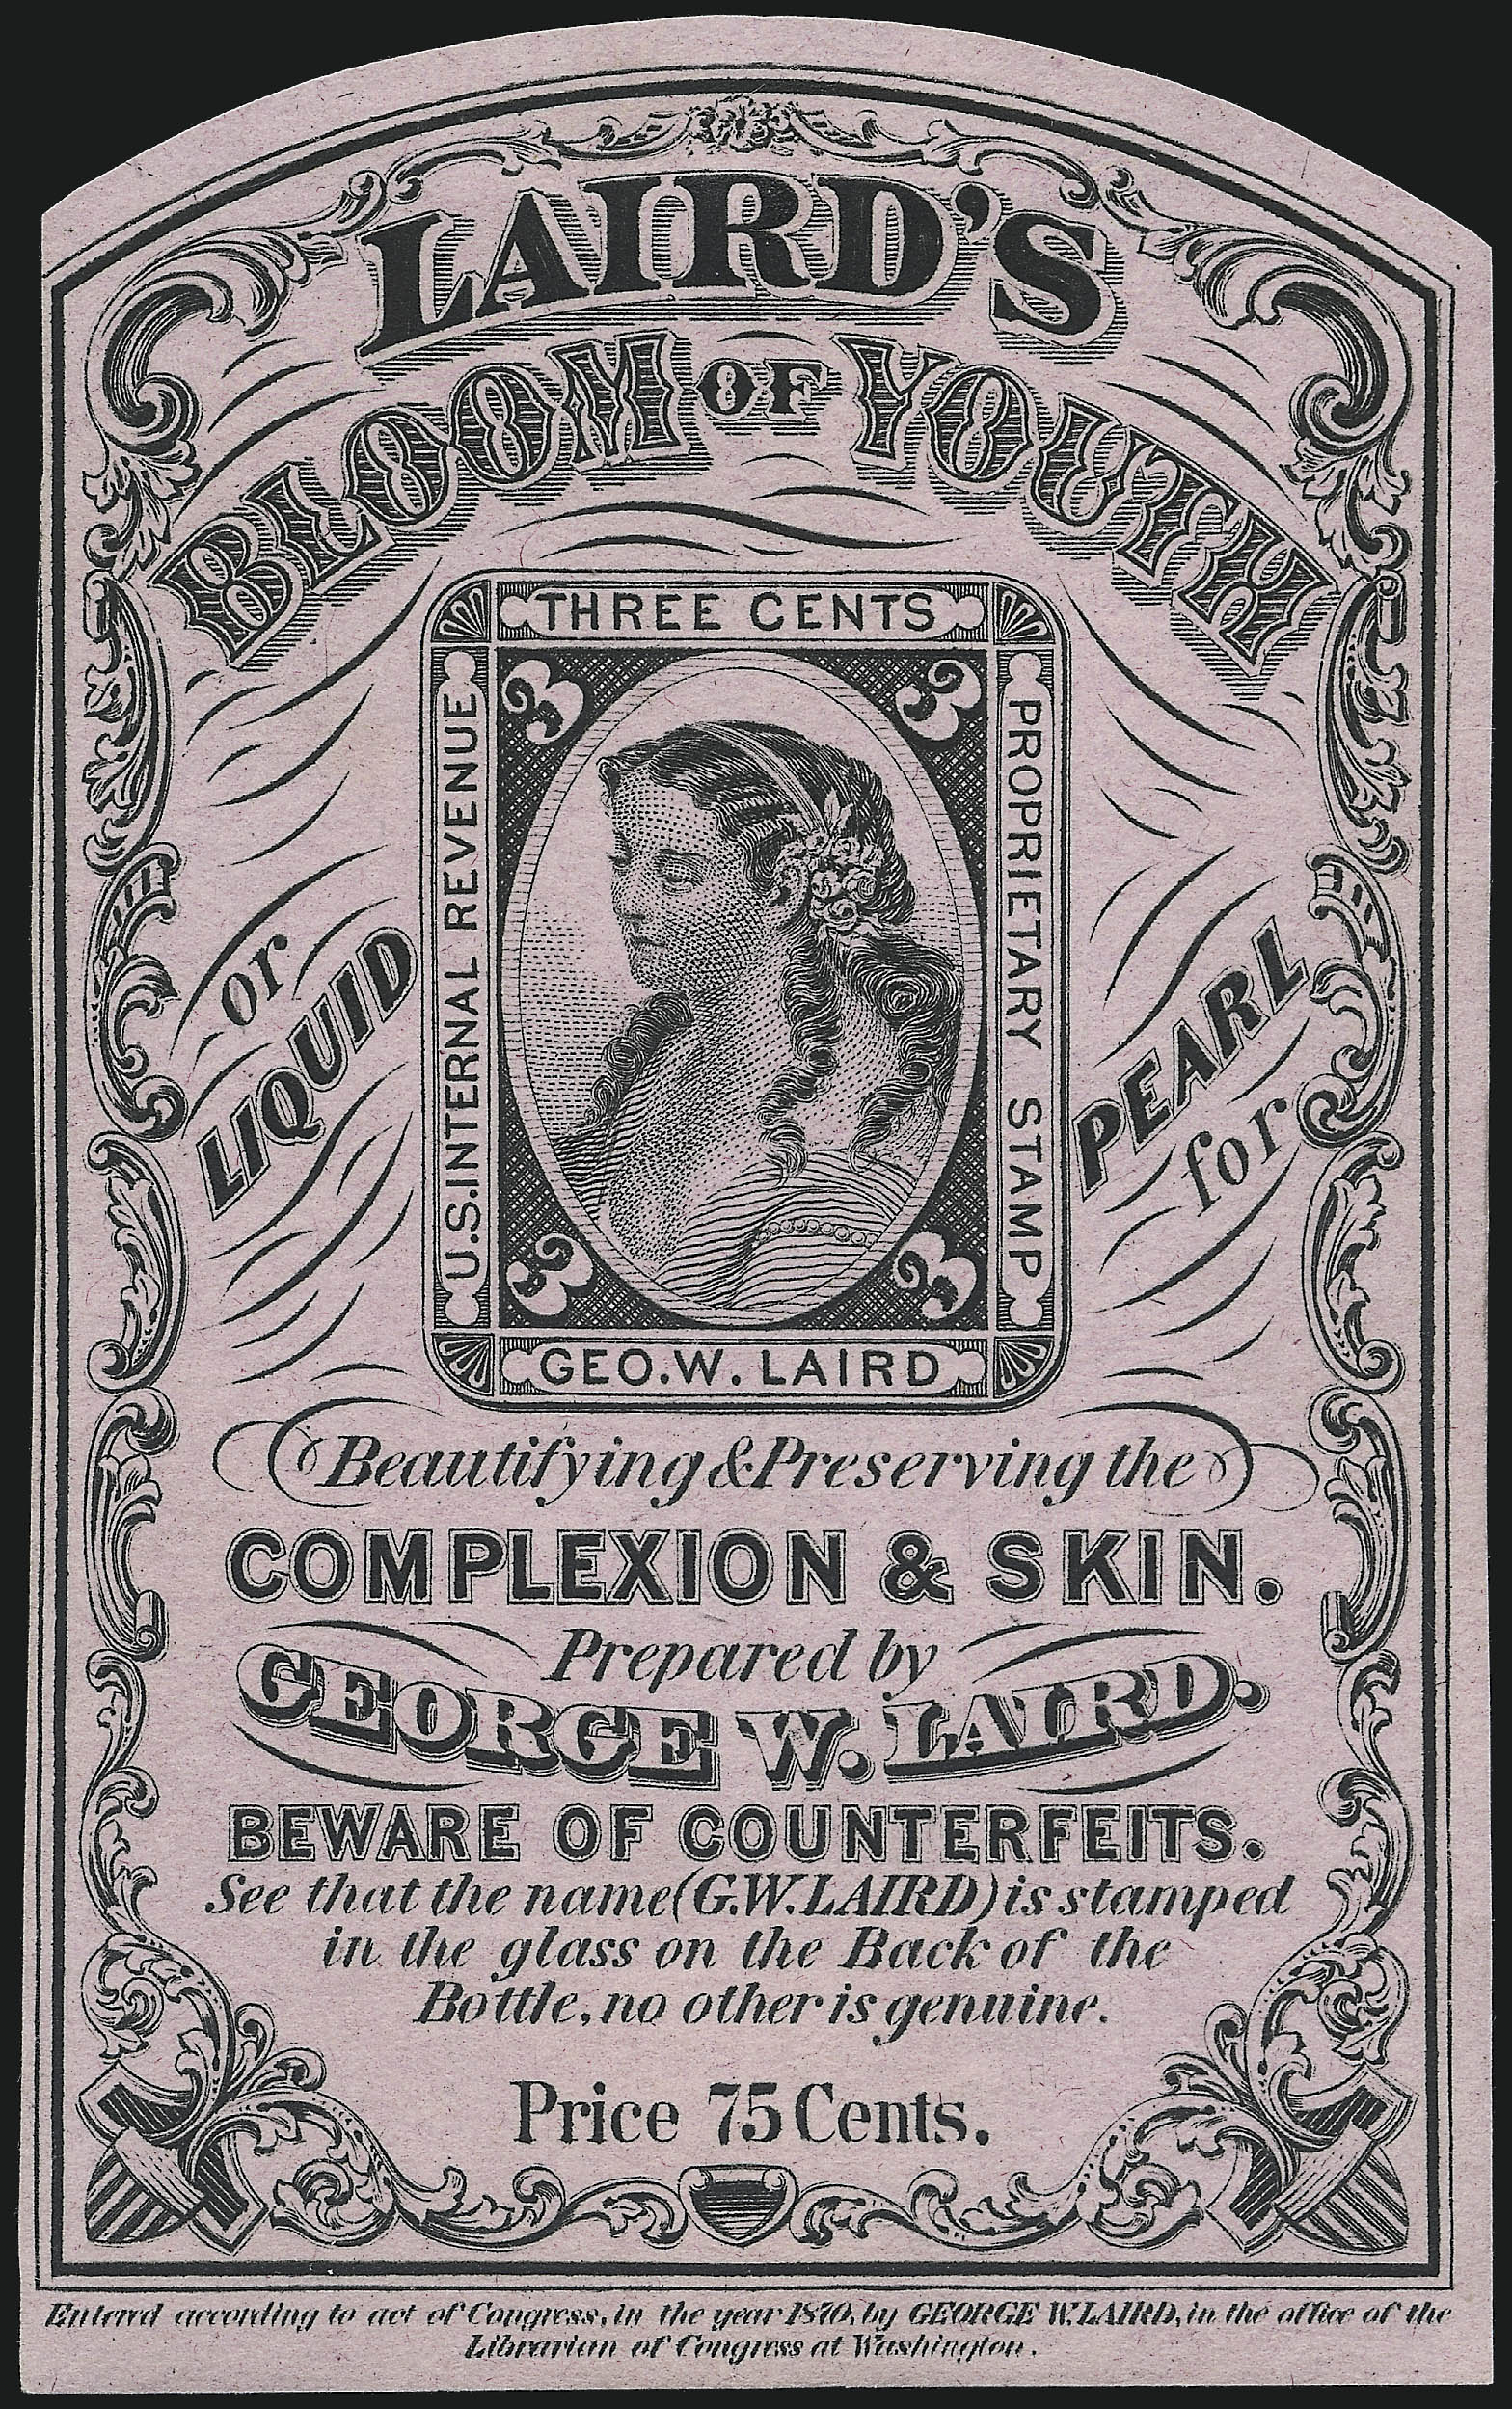 LAIRD'S
BLOOM OF YOUTH
THREE CENTS
3 3
U.S. INTERNAL REVENUE
PROPRIETARY STAMP
3 3
GEO. W. LAIRD
or
LIQUID
PEARL
for
Beautifying & Preserving the
COMPLEXION & SKIN.
Prepared by
GEORGE W. LAIRD.
BEWARE OF COUNTERFEITS.
See that the name (G.W. LAIRD) is stamped
in the glass on the Back of the
Bottle, no other is genuine.
Price 75 Cents.
Entered according to act of Congress, in the year 1870, by GEORGE W. LAIRD, in the office of the
Librarian of Congress at Washington.